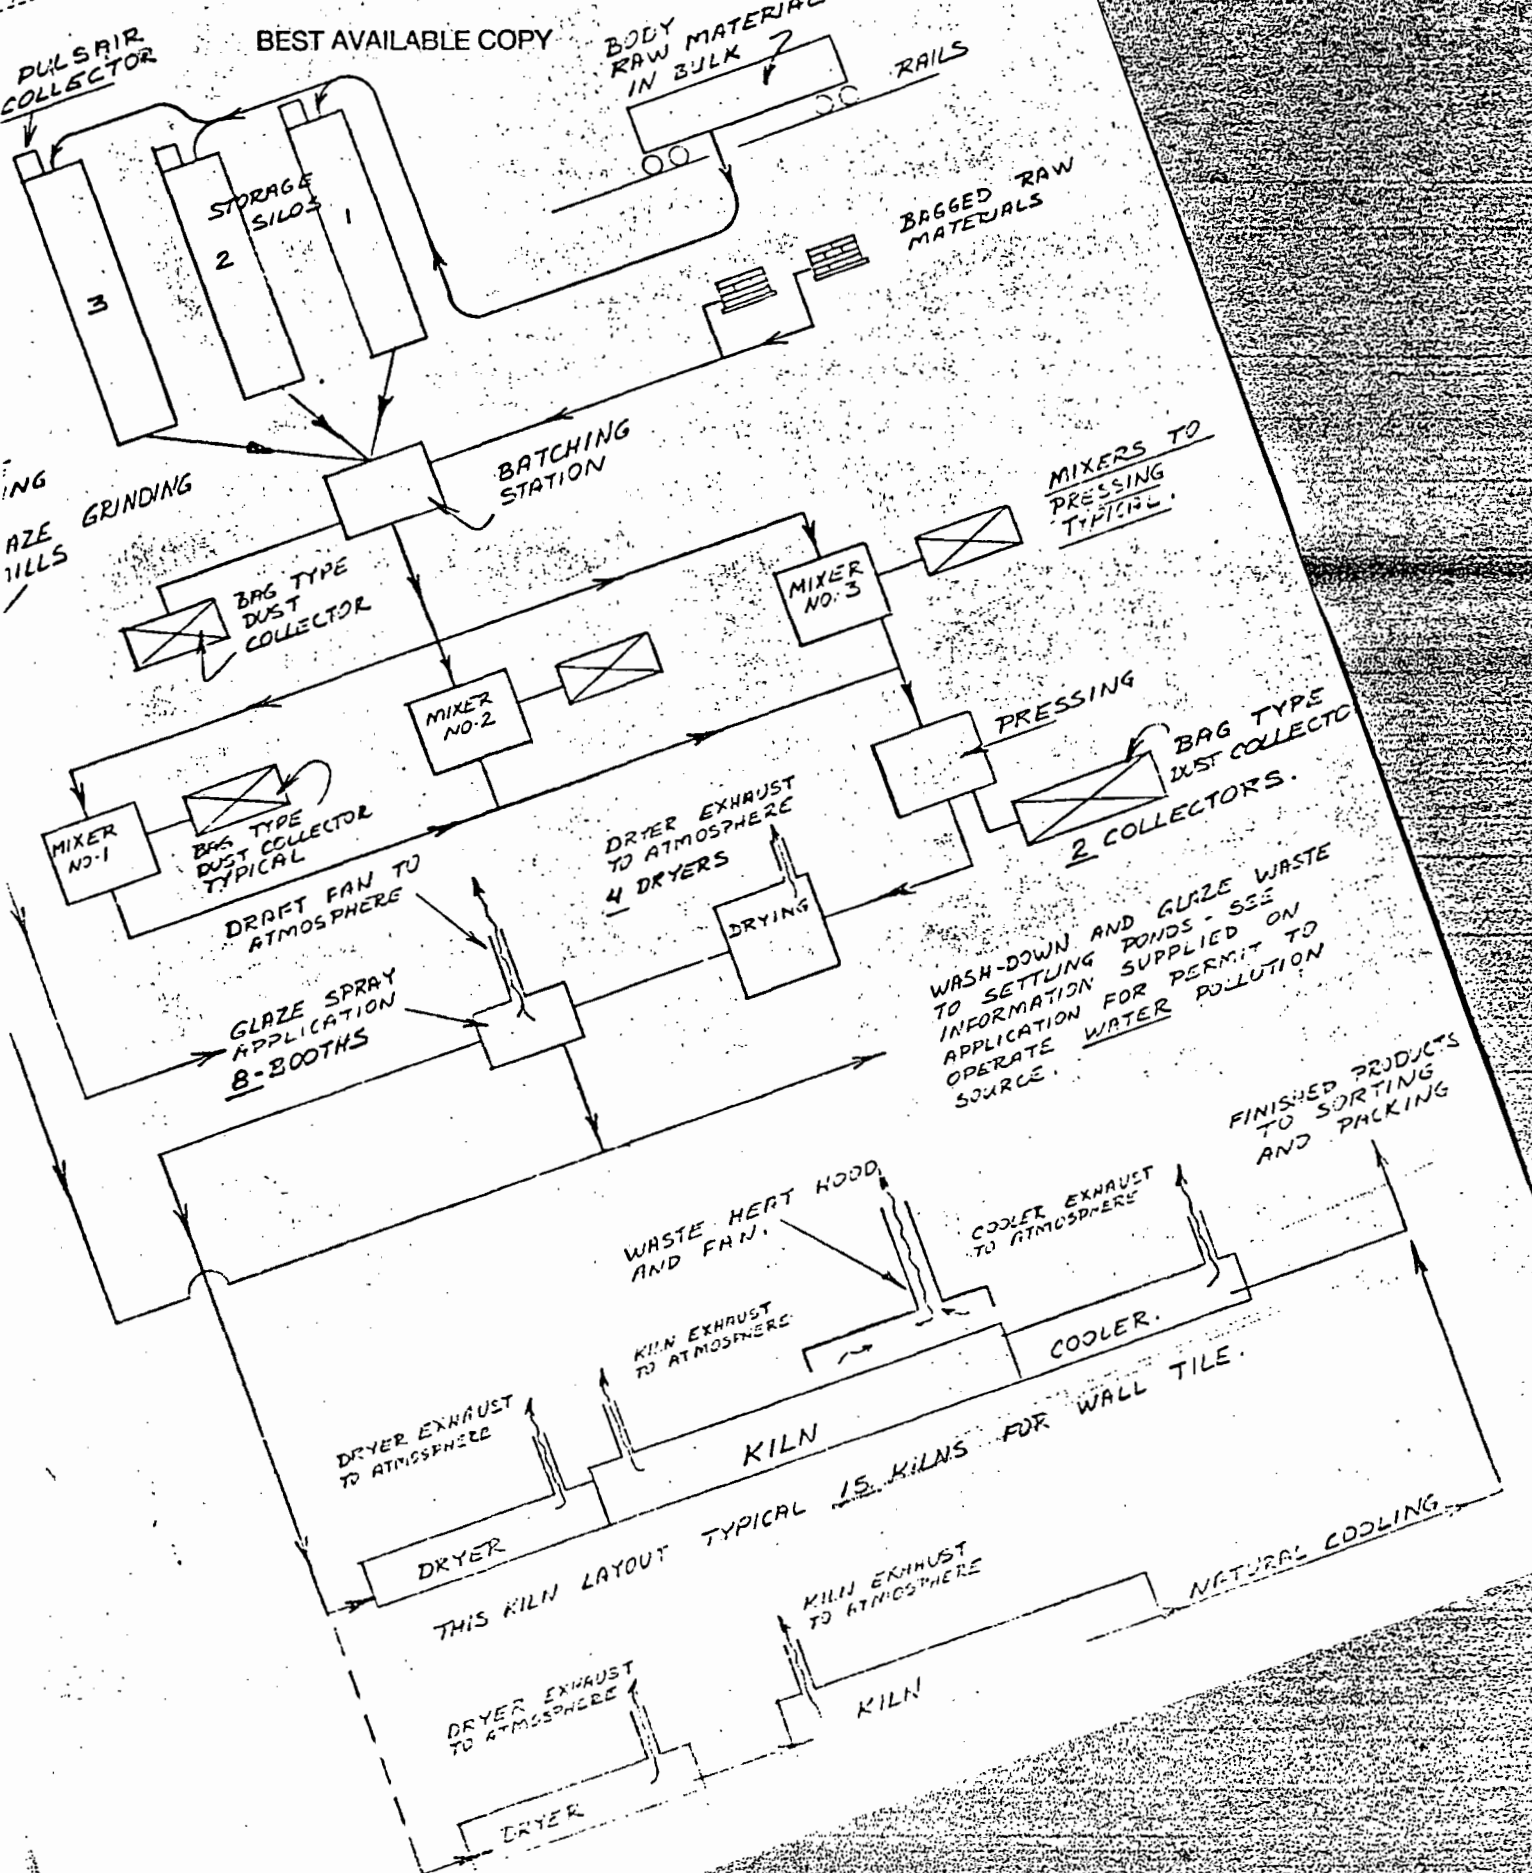 BEST AVAILABLE COPY
PULSAIR
COLLECTOR
BODY
RAW MATERIAL
IN BULK
RAILS
STORAGE
SILOS
1
2
3
BAGGED RAW
MATERIALS
ING
AZE GRINDING
MILLS
BATCHING
STATION
MIXERS TO
PRESSING
TYPICAL.
BAG TYPE
DUST
COLLECTOR
MIXER
NO-3
MIXER
NO-2
PRESSING
BAG TYPE
DUST COLLECTO
2 COLLECTORS.
MIXER
NO-1
BAG TYPE
DUST COLLECTOR
TYPICAL
DRYER EXHAUST
TO ATMOSPHERE
4 DRYERS
DRAFT FAN TO
ATMOSPHERE
DRYING
GLAZE SPRAY
APPLICATION
8-BOOTHS
WASH-DOWN AND GLAZE WASTE
TO SETTLING PONDS - SEE
INFORMATION SUPPLIED ON
APPLICATION FOR PERMIT TO
OPERATE WATER POLLUTION
SOURCE.
FINISHED PRODUCTS
TO SORTING
AND PACKING
WASTE HEAT HOOD
AND FAN.
COOLER EXHAUST
TO ATMOSPHERE
KILN EXHAUST
TO ATMOSPHERE
COOLER.
DRYER EXHAUST
TO ATMOSPHERE
KILN
DRYER
THIS KILN LAYOUT TYPICAL 15 KILNS FOR WALL TILE.
KILN EXHAUST
TO ATMOSPHERE
NATURAL COOLING
DRYER EXHAUST
TO ATMOSPHERE
KILN
DRYER